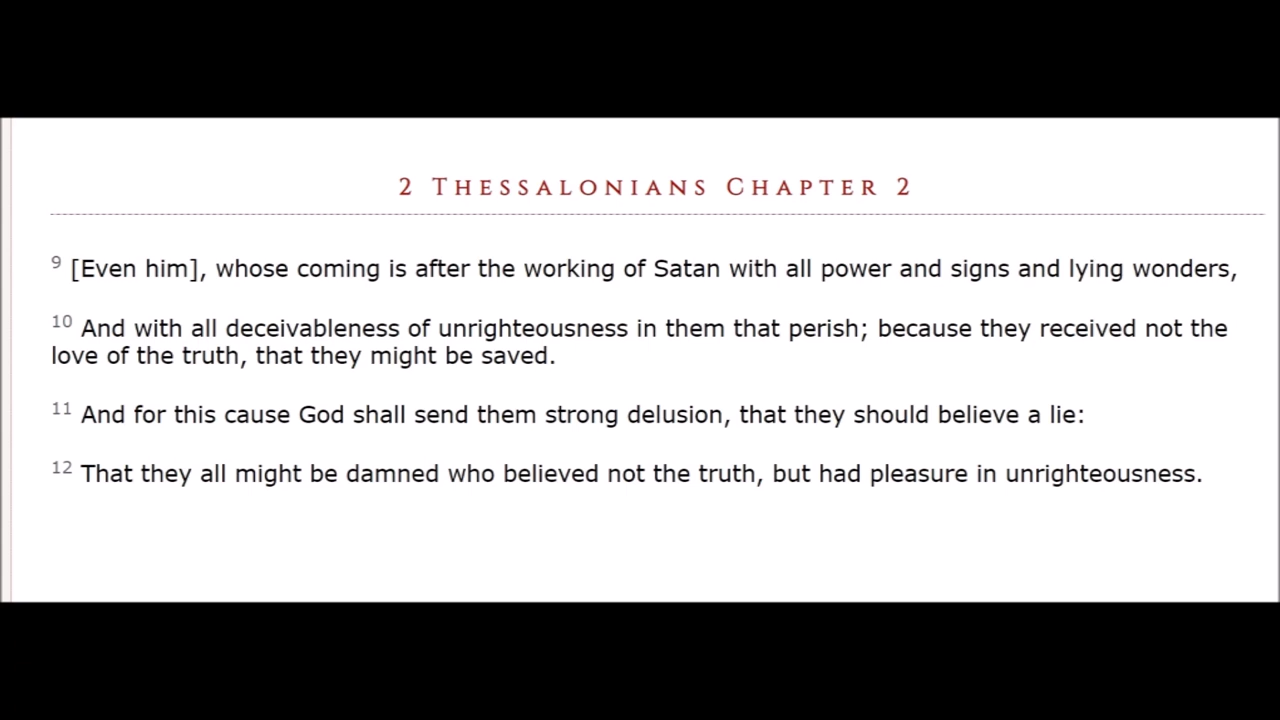 2 Thessalonians Chapter 2
9 [Even him], whose coming is after the working of Satan with all power and signs and lying wonders,
10 And with all deceivableness of unrighteousness in them that perish; because they received not the
love of the truth, that they might be saved.
11 And for this cause God shall send them strong delusion, that they should believe a lie:
12 That they all might be damned who believed not the truth, but had pleasure in unrighteousness.